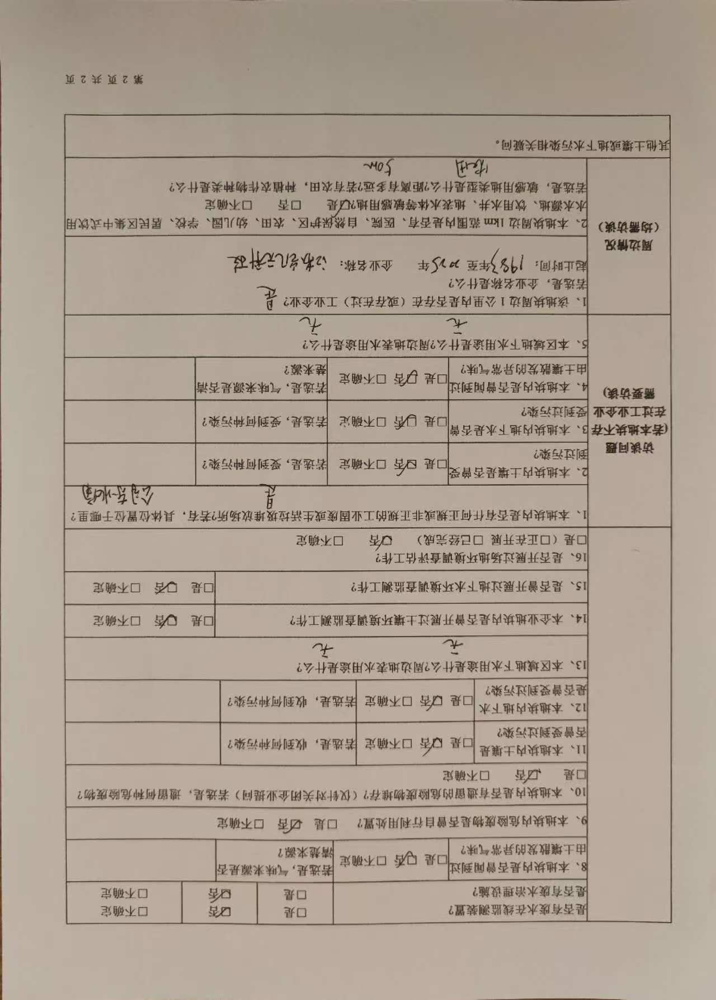 是否有废水在线监测装置? □是 ☑否 □不确定
是否有废水治理设施? □是 ☑否 □不确定
8、本地块内是否曾闻到过
由土壤散发的异常气味?
□是 ☑否 □不确定
若选是，气味来源是否
清楚来源?
9、本地块内危险废物是否曾自行利用处置? □是 ☑否 □不确定
10、本地块内是否有遗留的危险废物堆存?（仅针对关闭企业提问）若选是，遗留何种危险废物?
□是 ☑否 □不确定
11、本地块内土壤是
否曾受到过污染?
□是 ☑否 □不确定
若选是，收到何种污染?
12、本地块内地下水
是否曾受到过污染?
□是 ☑否 □不确定
若选是，收到何种污染?
13、本区域地下水用途是什么?周边地表水用途是什么?
无 无
14、本企业地块内是否曾开展过土壤环境调查监测工作? □是 ☑否 □不确定
15、是否曾开展过地下水环境调查监测工作? □是 ☑否 □不确定
16、是否开展过场地环境调查评估工作?
□是（□正在开展 □已经完成） ☑否 □不确定
访谈问题
(若本地块不存
在过工业企业
需要访谈)
1、本地块内是否有任何正规或非正规的工业固废或生活垃圾堆放场所?若有，具体位置位于哪里?
是
2、本地块内土壤是否曾受
到过污染?
□是 ☑否 □不确定
若选是，受到何种污染?
3、本地块内地下水是否曾
受到过污染?
□是 ☑否 □不确定
若选是，受到何种污染?
4、本地块内是否曾闻到过
由土壤散发的异常气味?
□是 ☑否 □不确定
若选是，气味来源是否清
楚来源?
5、本区域地下水用途是什么?周边地表水用途是什么?
无 无
周边情况
（均需访谈）
1、该地块周边 1 公里内是否存在（或存在过）工业企业? 是
若选是，企业名称是什么?
起止时间: 1983年至 2025年 企业名称:
2、本地块周边 1km 范围内是否有、医院、自然保护区、农田、幼儿园、学校、居民区集中式饮用
水水源地、饮用水井、地表水体等敏感用地?☑是 □否 □不确定
若选是，敏感用地类型是什么?距离有多远?若有农田，种植农作物种类是什么?
农田 50m
其他土壤或地下水污染相关疑问。
第 2 页 共 2 页